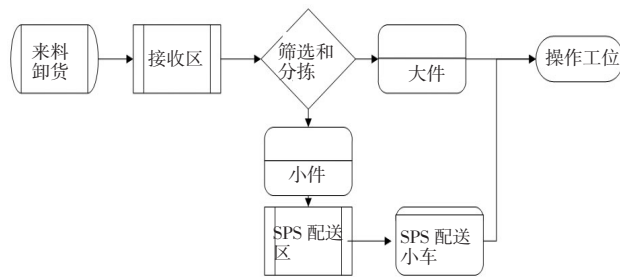 来料
卸货
接收区
筛选和
分拣
大件
操作工位
小件
SPS 配送
区
SPS 配送
小车